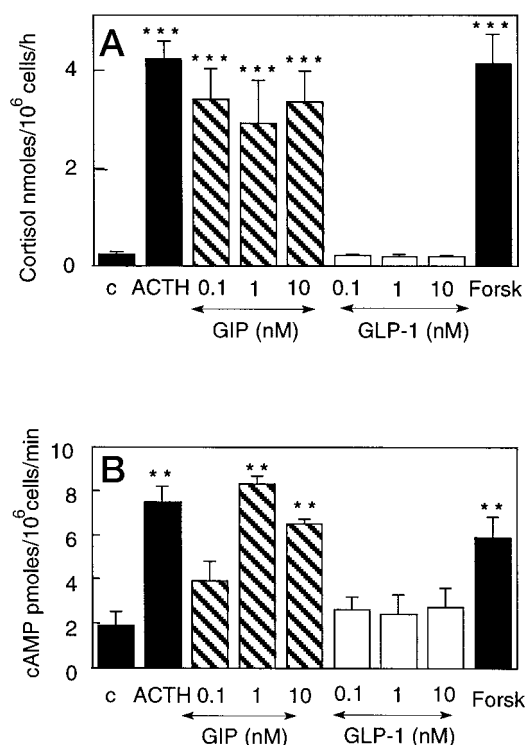 A
Cortisol nmoles/10⁶ cells/h
4
2
0
*** *** *** *** ***
c ACTH 0.1 1 10 0.1 1 10 Forsk
GIP (nM) GLP-1 (nM)
B
cAMP pmoles/10⁶ cells/min
10
8
6
4
2
0
** ** ** **
c ACTH 0.1 1 10 0.1 1 10 Forsk
GIP (nM) GLP-1 (nM)